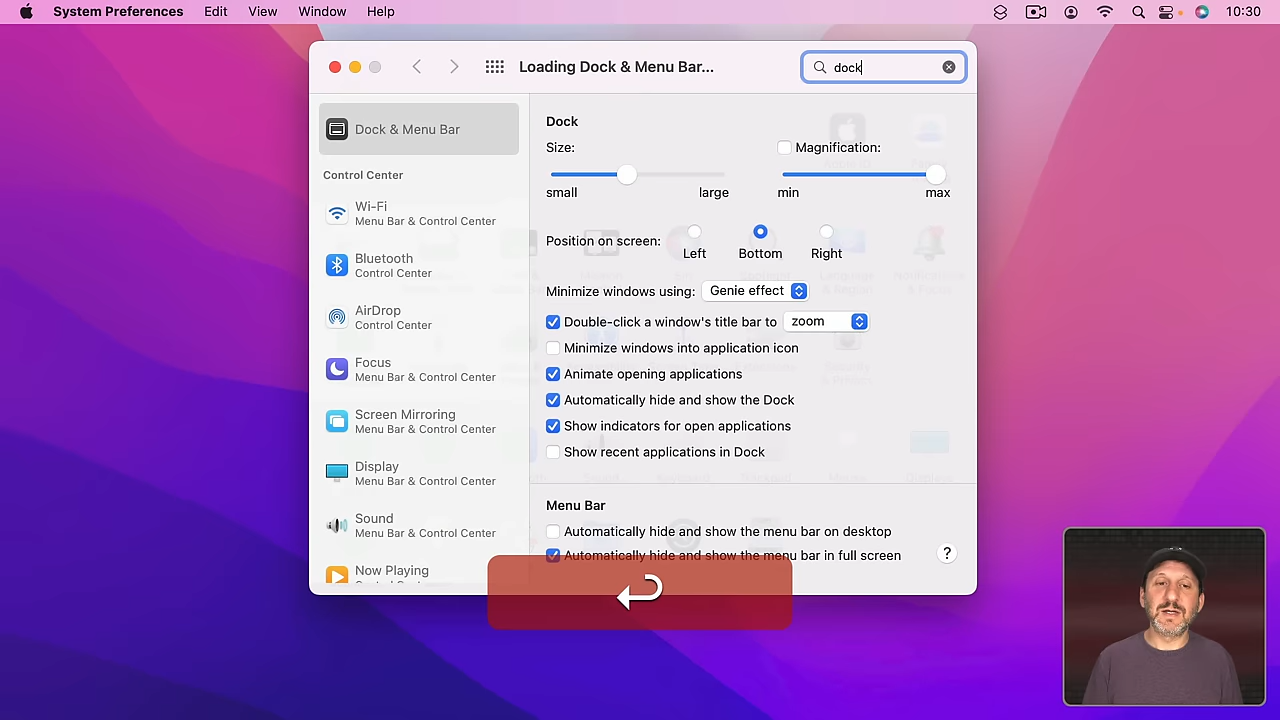 System Preferences Edit View Window Help 10:30
Loading Dock & Menu Bar...
dock
Dock & Menu Bar
Control Center
Wi-Fi
Menu Bar & Control Center
Bluetooth
Control Center
AirDrop
Control Center
Focus
Menu Bar & Control Center
Screen Mirroring
Menu Bar & Control Center
Display
Menu Bar & Control Center
Sound
Menu Bar & Control Center
Now Playing
Dock
Size:
small large
Magnification:
min max
Position on screen:
Left Bottom Right
Minimize windows using: Genie effect
Double-click a window's title bar to zoom
Minimize windows into application icon
Animate opening applications
Automatically hide and show the Dock
Show indicators for open applications
Show recent applications in Dock
Menu Bar
Automatically hide and show the menu bar on desktop
Automatically hide and show the menu bar in full screen
?